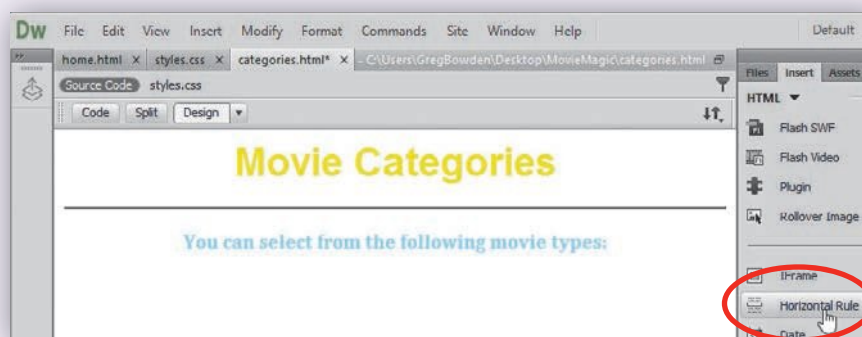 Dw File Edit View Insert Modify Format Commands Site Window Help Default
home.html × styles.css × categories.html* × - C:\Users\GregBowden\Desktop\MovieMagic\categories.html
Source Code styles.css
Code Split Design
Files Insert Assets
HTML
Flash SWF
Flash Video
Plugin
Rollover Image
IFrame
Horizontal Rule
Date
Movie Categories
You can select from the following movie types: